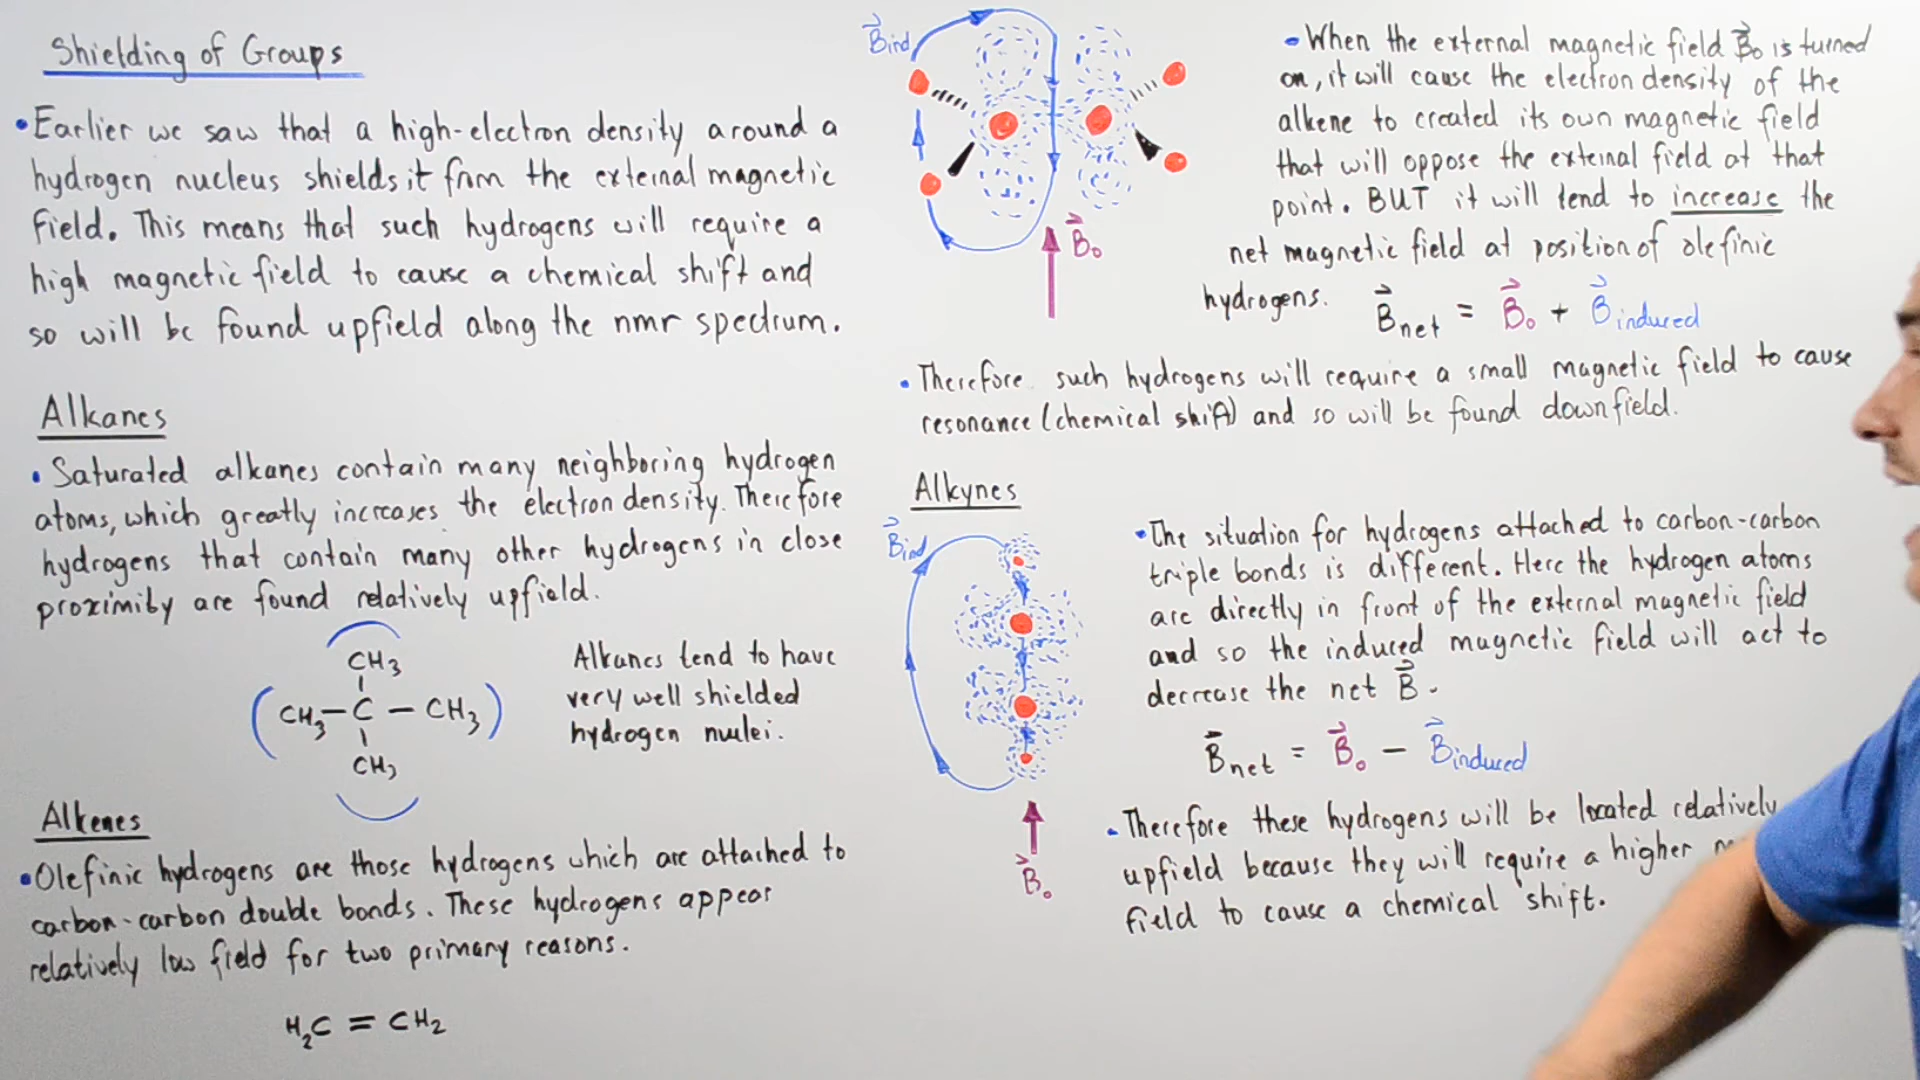 Shielding of Groups
• Earlier we saw that a high-electron density around a
hydrogen nucleus shields it from the external magnetic
field. This means that such hydrogens will require a
high magnetic field to cause a chemical shift and
so will be found upfield along the nmr spectrum.
Alkanes
• Saturated alkanes contain many neighboring hydrogen
atoms, which greatly increases the electron density. Therefore
hydrogens that contain many other hydrogens in close
proximity are found relatively upfield.
CH3
CH3 — C — CH3
CH3
Alkanes tend to have
very well shielded
hydrogen nuclei.
Alkenes
• Olefinic hydrogens are those hydrogens which are attached to
carbon-carbon double bonds. These hydrogens appear
relatively low field for two primary reasons.
H2C = CH2
B⃗ind
B⃗o
• When the external magnetic field B⃗o is turned
on, it will cause the electron density of the
alkene to created its own magnetic field
that will oppose the external field at that
point. BUT it will tend to increase the
net magnetic field at position of olefinic
hydrogens.
B⃗net = B⃗o + B⃗induced
• Therefore such hydrogens will require a small magnetic field to cause
resonance (chemical shift) and so will be found downfield.
Alkynes
B⃗ind
B⃗o
• The situation for hydrogens attached to carbon-carbon
triple bonds is different. Here the hydrogen atoms
are directly in front of the external magnetic field
and so the induced magnetic field will act to
decrease the net B⃗.
B⃗net = B⃗o − B⃗induced
• Therefore these hydrogens will be located relatively
upfield because they will require a higher
field to cause a chemical shift.